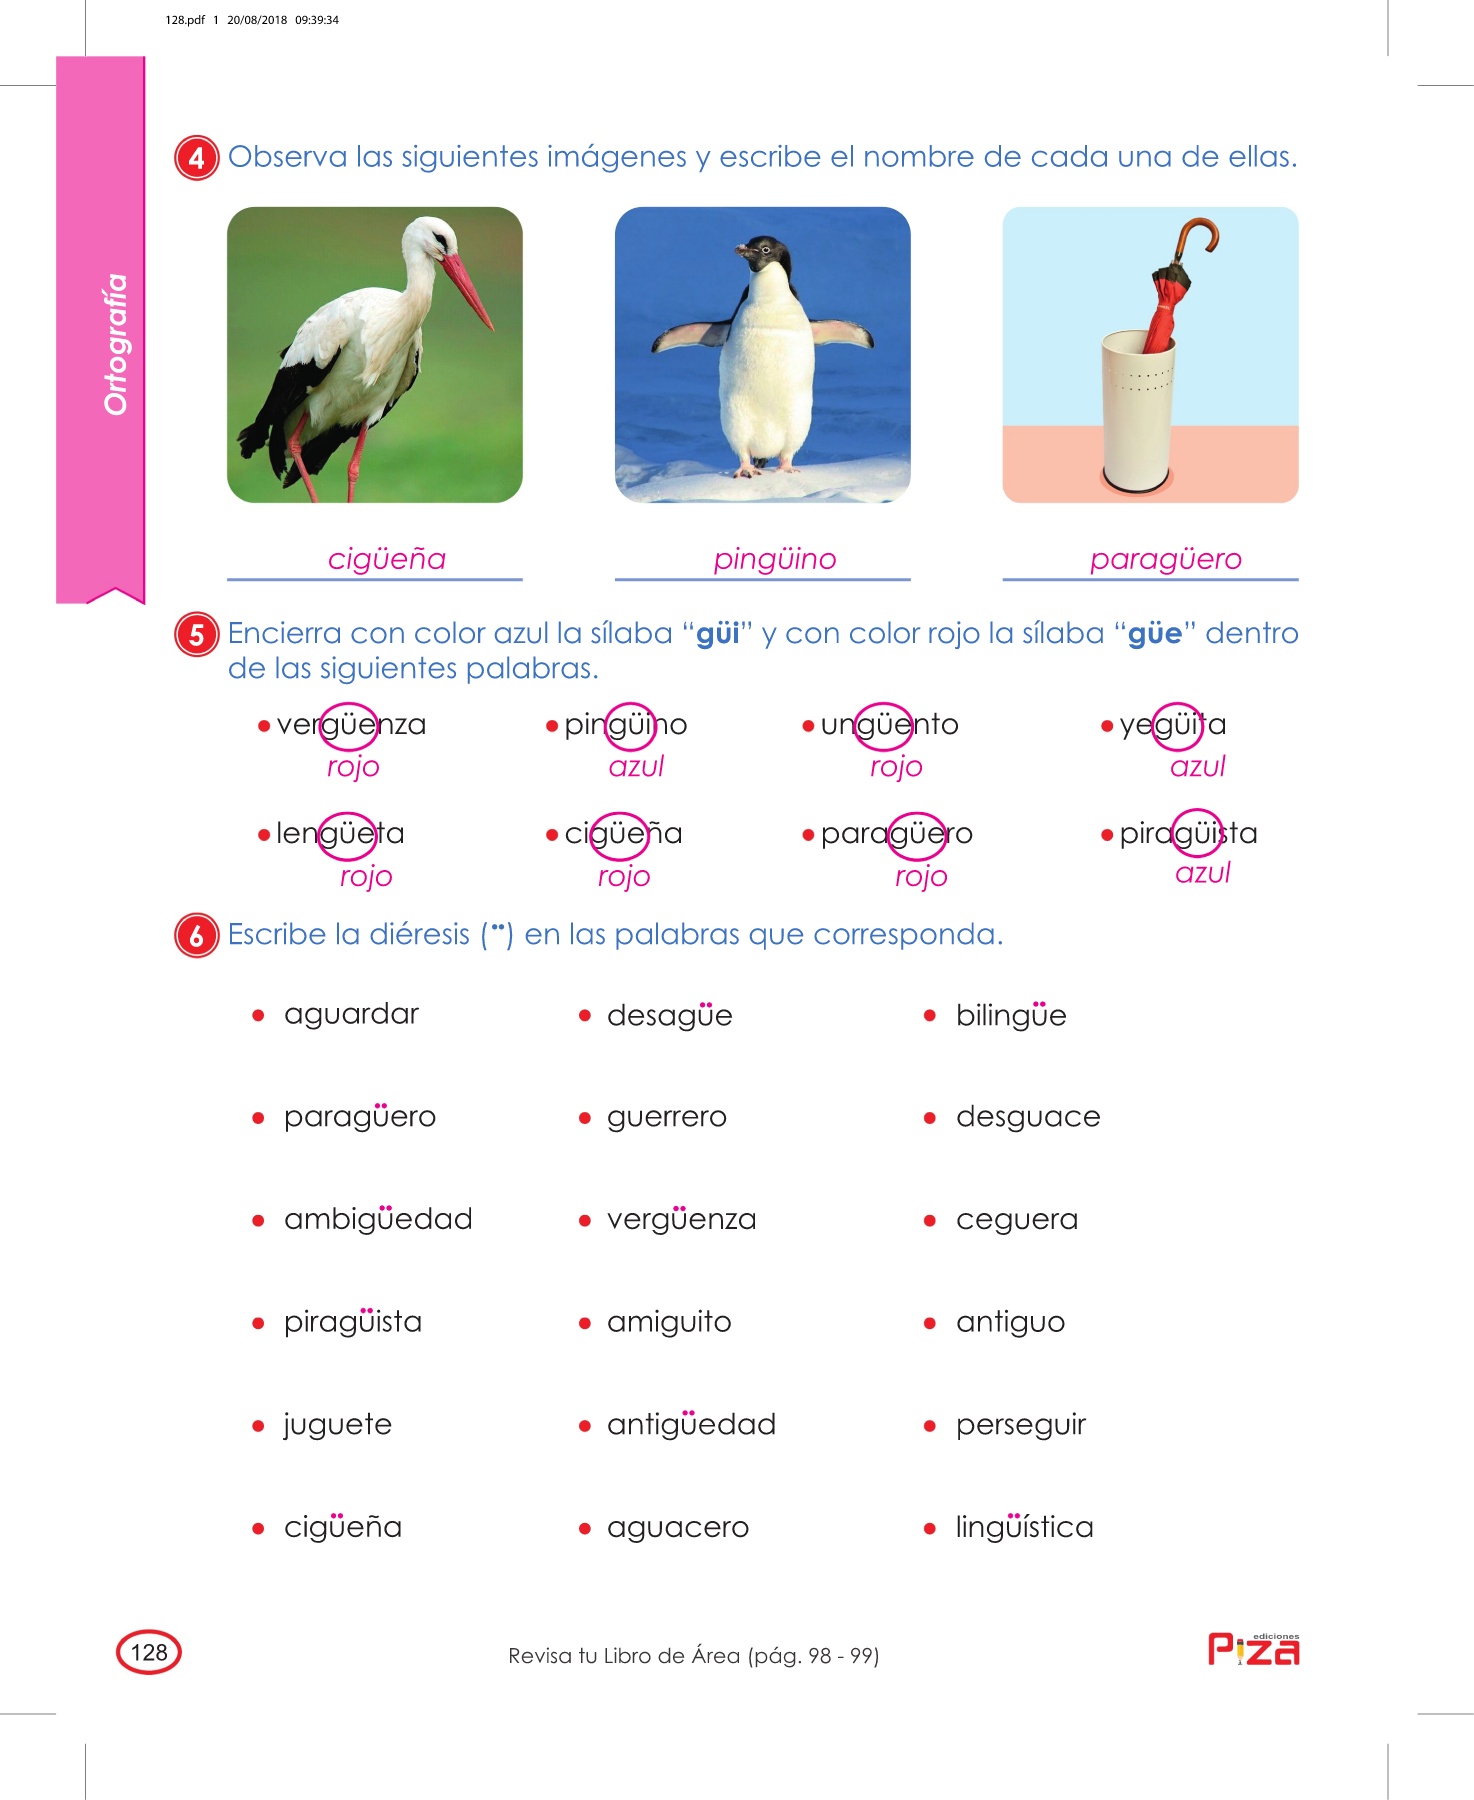 128.pdf 1 20/08/2018 09:39:34
Ortografía
4 Observa las siguientes imágenes y escribe el nombre de cada una de ellas.
cigüeña pingüino paragüero
5 Encierra con color azul la sílaba “güi” y con color rojo la sílaba “güe” dentro
de las siguientes palabras.
• vergüenza • pingüino • ungüento • yegüita
rojo azul rojo azul
• lengüeta • cigüeña • paragüero • piragüista
rojo rojo rojo azul
6 Escribe la diéresis (¨) en las palabras que corresponda.
• aguardar • desagüe • bilingüe
• paragüero • guerrero • desguace
• ambigüedad • vergüenza • ceguera
• piragüista • amiguito • antiguo
• juguete • antigüedad • perseguir
• cigüeña • aguacero • lingüística
128 Revisa tu Libro de Área (pág. 98 - 99) ediciones
Piza